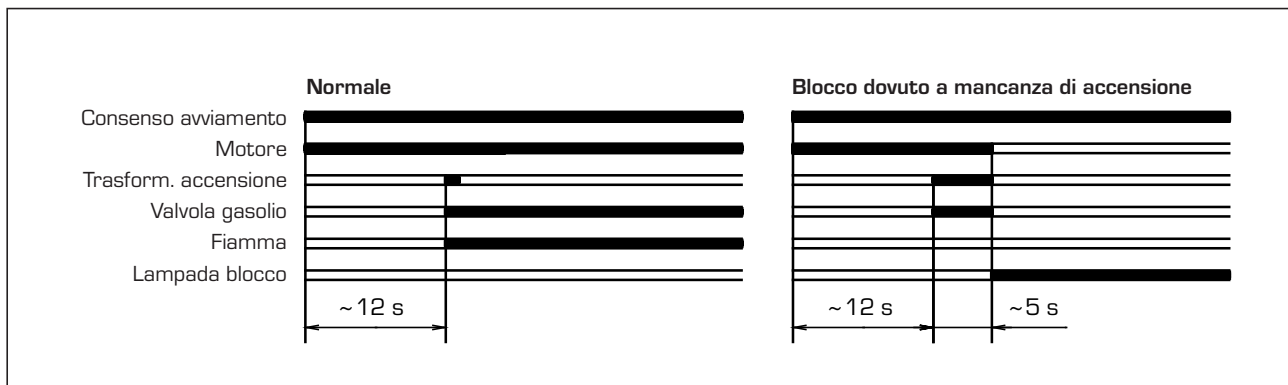 Normale
Blocco dovuto a mancanza di accensione
Consenso avviamento
Motore
Trasform. accensione
Valvola gasolio
Fiamma
Lampada blocco
~12 s
~12 s
~5 s